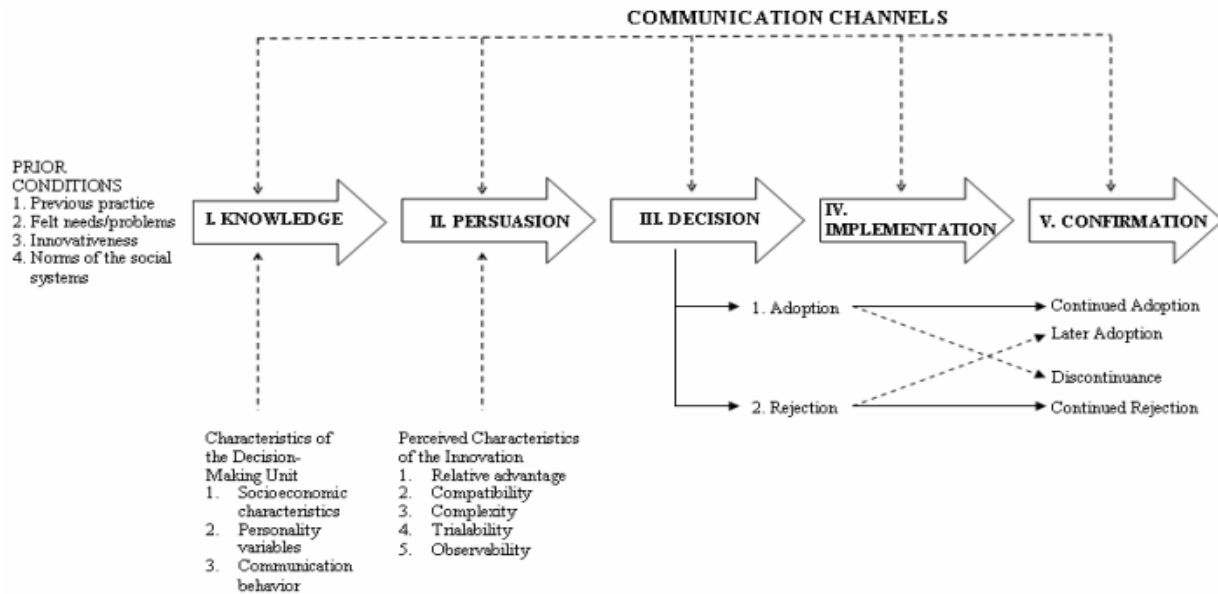 COMMUNICATION CHANNELS
PRIOR
CONDITIONS
1. Previous practice
2. Felt needs/problems
3. Innovativeness
4. Norms of the social
systems
I. KNOWLEDGE
II. PERSUASION
III. DECISION
IV.
IMPLEMENTATION
V. CONFIRMATION
1. Adoption
Continued Adoption
Later Adoption
Discontinuance
2. Rejection
Continued Rejection
Characteristics of
the Decision-
Making Unit
1. Socioeconomic
characteristics
2. Personality
variables
3. Communication
behavior
Perceived Characteristics
of the Innovation
1. Relative advantage
2. Compatibility
3. Complexity
4. Trialability
5. Observability